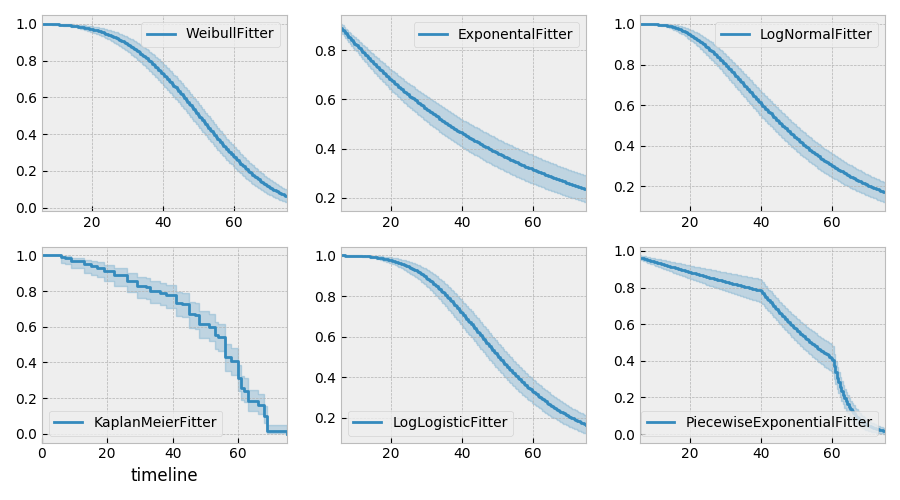 WeibullFitter
1.0
0.8
0.6
0.4
0.2
0.0
20 40 60
ExponentalFitter
0.8
0.6
0.4
0.2
20 40 60
LogNormalFitter
1.0
0.8
0.6
0.4
0.2
20 40 60
1.0
0.8
0.6
0.4
0.2
0.0
KaplanMeierFitter
0 20 40 60
timeline
1.0
0.8
0.6
0.4
0.2
LogLogisticFitter
20 40 60
1.0
0.8
0.6
0.4
0.2
0.0
PiecewiseExponentialFitter
20 40 60